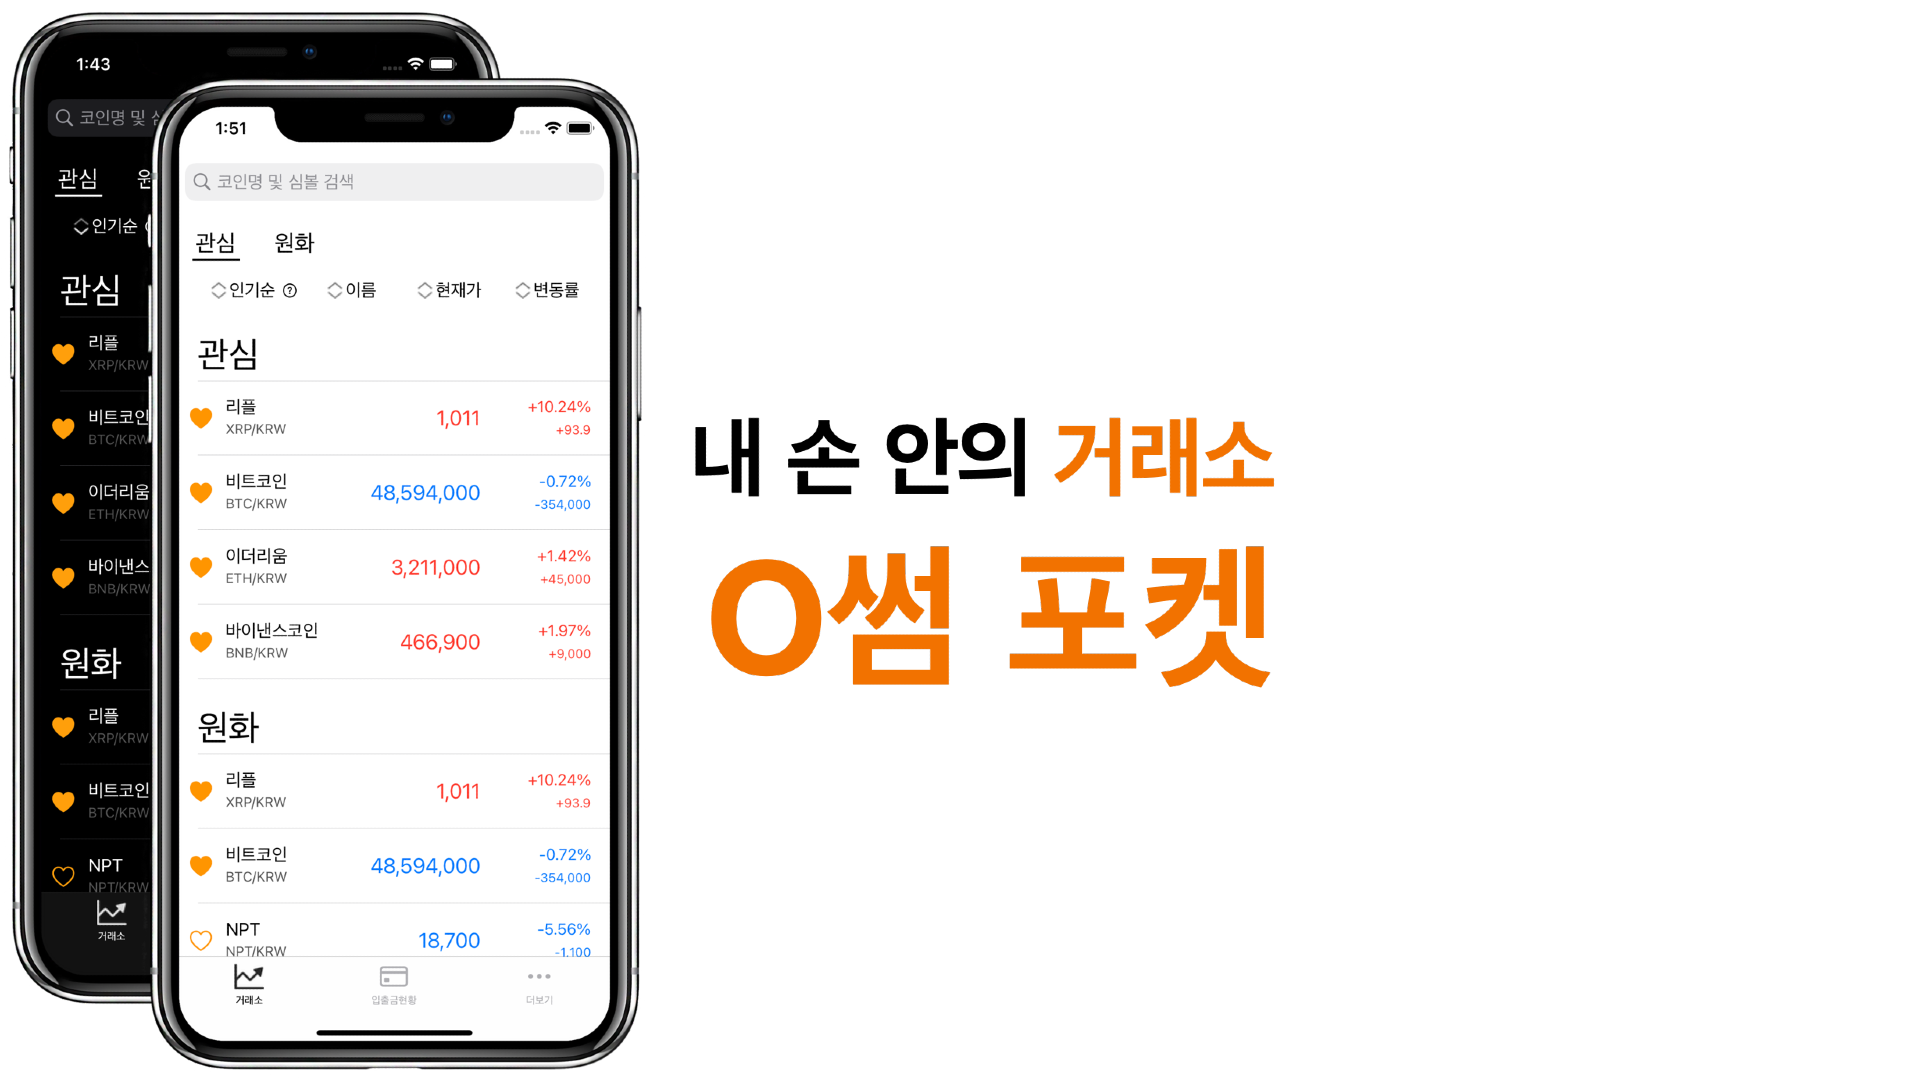 1:43
코인명 및 심
관심
인기순
관심
리플
XRP/KRW
비트코인
BTC/KRW
이더리움
ETH/KRW
바이낸스
BNB/KRW
원화
리플
XRP/KRW
비트코인
BTC/KRW
NPT
NPT/KRW
거래소
1:51
코인명 및 심볼 검색
관심 원화
인기순 ? 이름 현재가 변동률
관심
리플 1,011 +10.24%
XRP/KRW +93.9
비트코인 48,594,000 -0.72%
BTC/KRW -354,000
이더리움 3,211,000 +1.42%
ETH/KRW +45,000
바이낸스코인 466,900 +1.97%
BNB/KRW +9,000
원화
리플 1,011 +10.24%
XRP/KRW +93.9
비트코인 48,594,000 -0.72%
BTC/KRW -354,000
NPT 18,700 -5.56%
NPT/KRW -1,100
거래소 입출금현황 더보기
내 손 안의 거래소
O썸 포켓